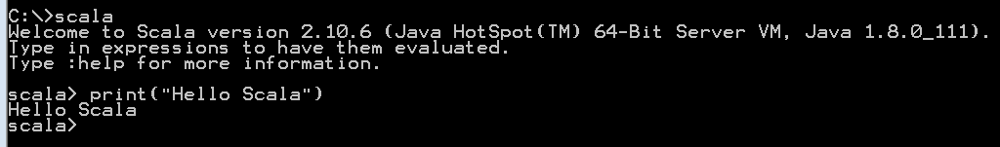 C:\>scala
Welcome to Scala version 2.10.6 (Java HotSpot(TM) 64-Bit Server VM, Java 1.8.0_111).
Type in expressions to have them evaluated.
Type :help for more information.
scala> print("Hello Scala")
Hello Scala
scala>